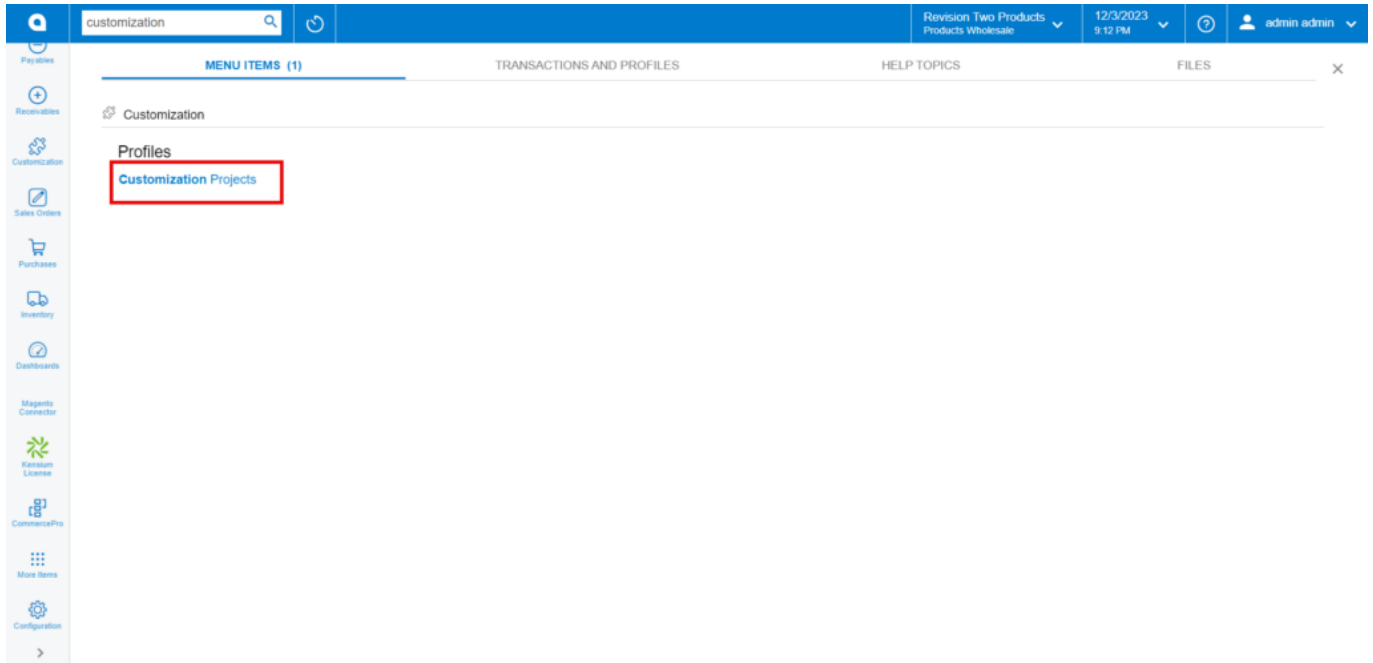 customization
Revision Two Products
Products Wholesale
12/3/2023
9:12 PM
admin admin
Payables
Receivables
Customization
Sales Orders
Purchases
Inventory
Dashboards
Magento
Connector
Kensium
License
CommercePro
More Items
Configuration
MENU ITEMS (1)
TRANSACTIONS AND PROFILES
HELP TOPICS
FILES
Customization
Profiles
Customization Projects